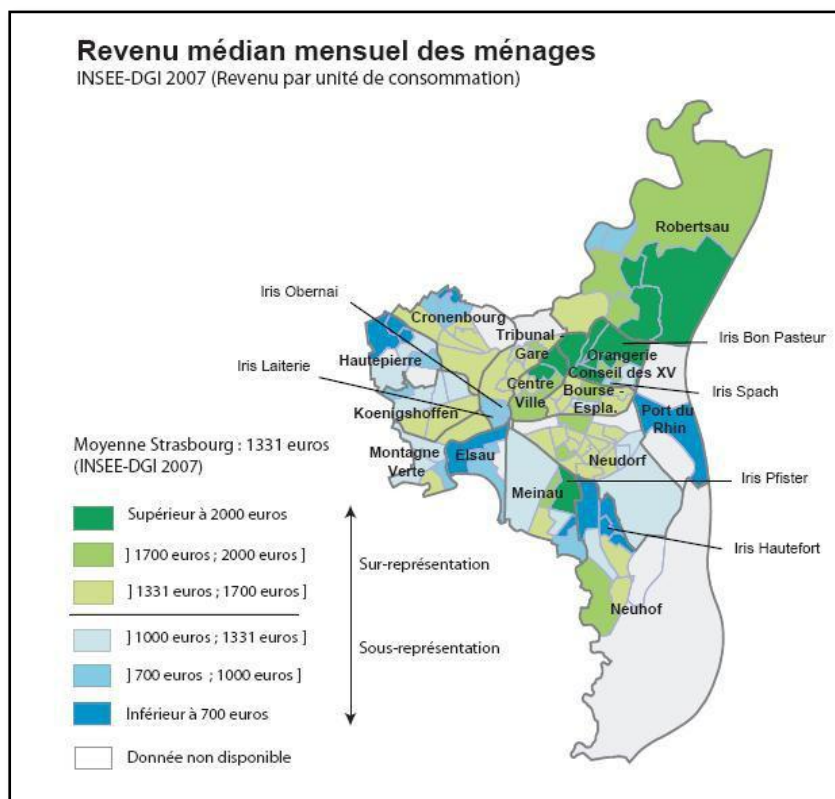 Revenu médian mensuel des ménages
INSEE-DGI 2007 (Revenu par unité de consommation)
Robertsau
Iris Obernai
Cronenbourg
Tribunal -
Gare
Iris Bon Pasteur
Orangerie
Conseil des XV
Hautepierre
Iris Laiterie
Centre
Ville
Bourse -
Espla.
Iris Spach
Koenigshoffen
Port du
Rhin
Moyenne Strasbourg : 1331 euros
(INSEE-DGI 2007)
Montagne
Verte
Elsau
Neudorf
Meinau
Iris Pfister
Supérieur à 2000 euros
] 1700 euros ; 2000 euros ]
Iris Hautefort
Sur-représentation
] 1331 euros ; 1700 euros ]
Neuhof
] 1000 euros ; 1331 euros ]
Sous-représentation
] 700 euros ; 1000 euros ]
Inférieur à 700 euros
Donnée non disponible